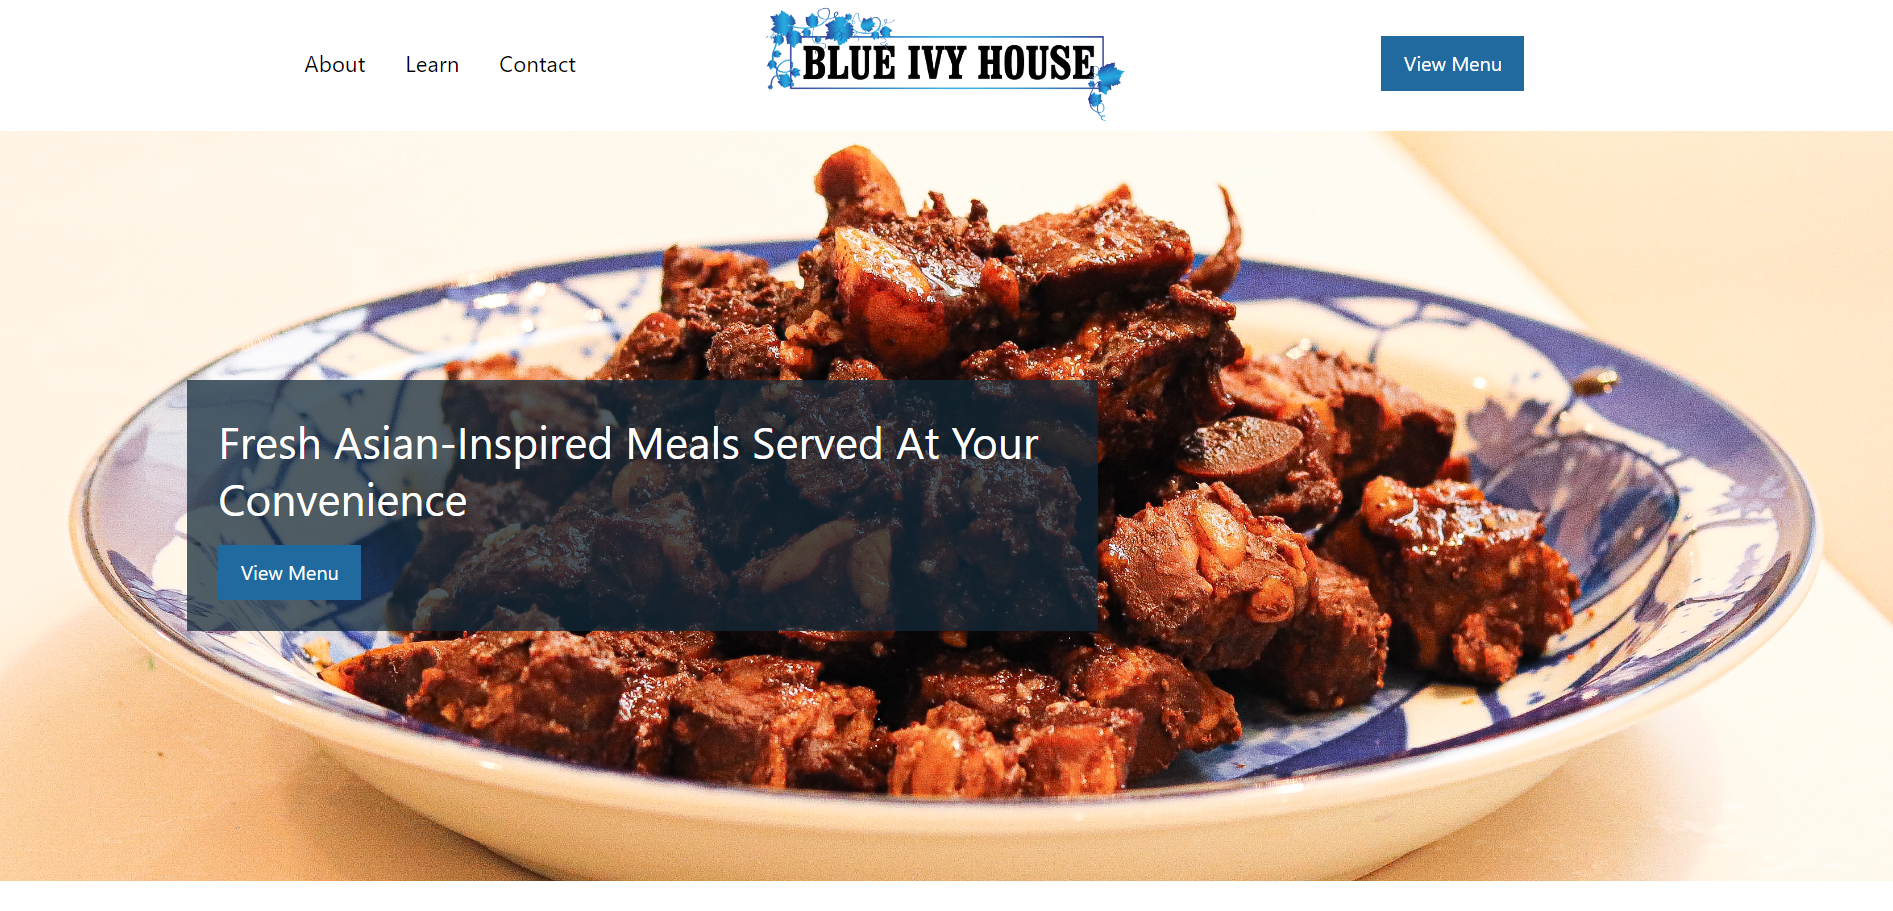 About
Learn
Contact
BLUE IVY HOUSE
View Menu
Fresh Asian-Inspired Meals Served At Your
Convenience
View Menu